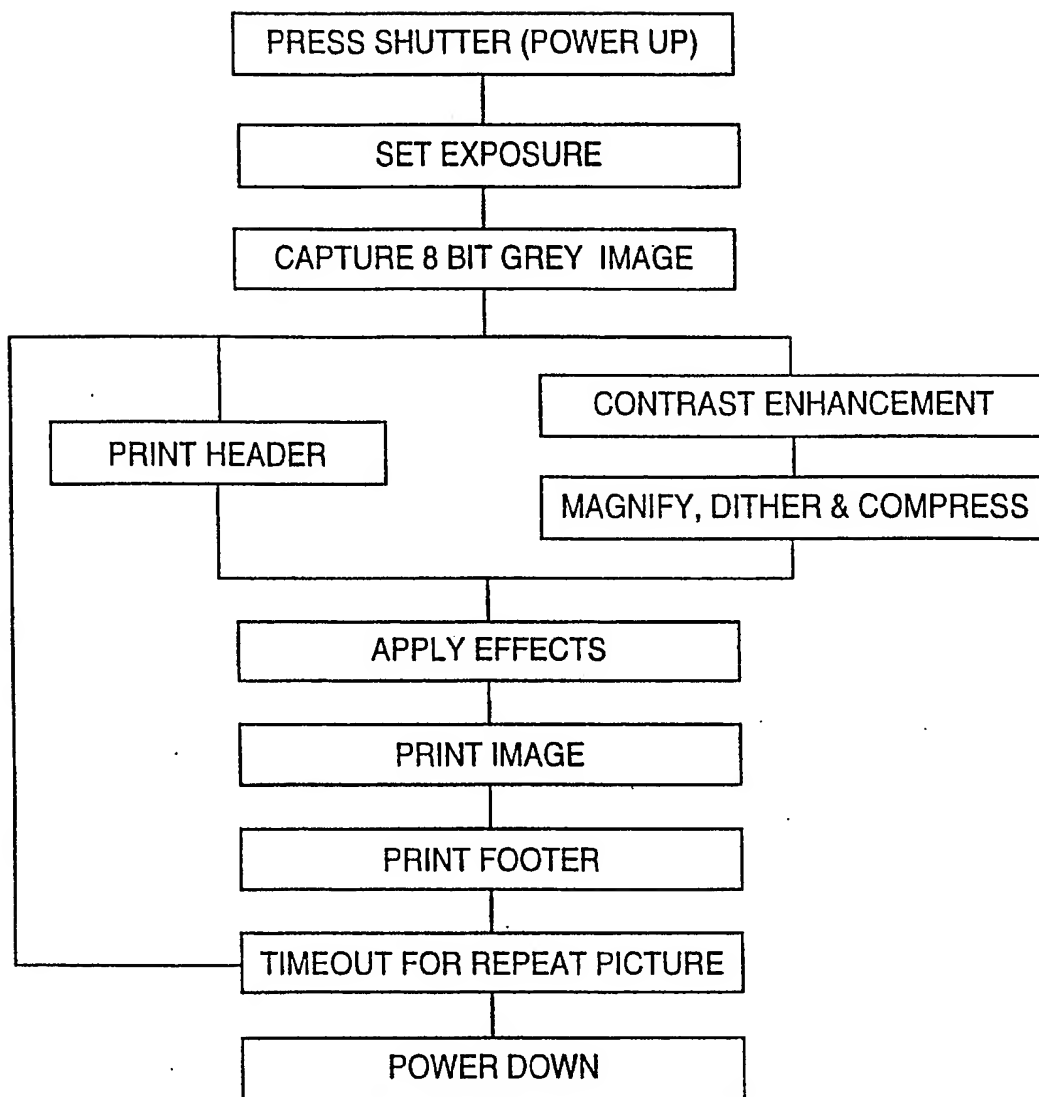 PRESS SHUTTER (POWER UP)
SET EXPOSURE
CAPTURE 8 BIT GREY IMAGE
CONTRAST ENHANCEMENT
PRINT HEADER
MAGNIFY, DITHER & COMPRESS
APPLY EFFECTS
PRINT IMAGE
PRINT FOOTER
TIMEOUT FOR REPEAT PICTURE
POWER DOWN